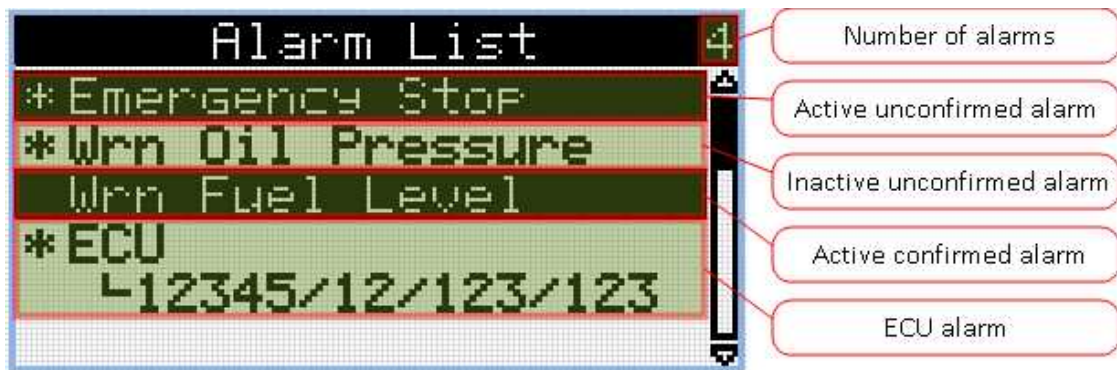 Alarm List 4
* Emergency Stop
* Wrn Oil Pressure
Wrn Fuel Level
* ECU
12345/12/123/123
Number of alarms
Active unconfirmed alarm
Inactive unconfirmed alarm
Active confirmed alarm
ECU alarm